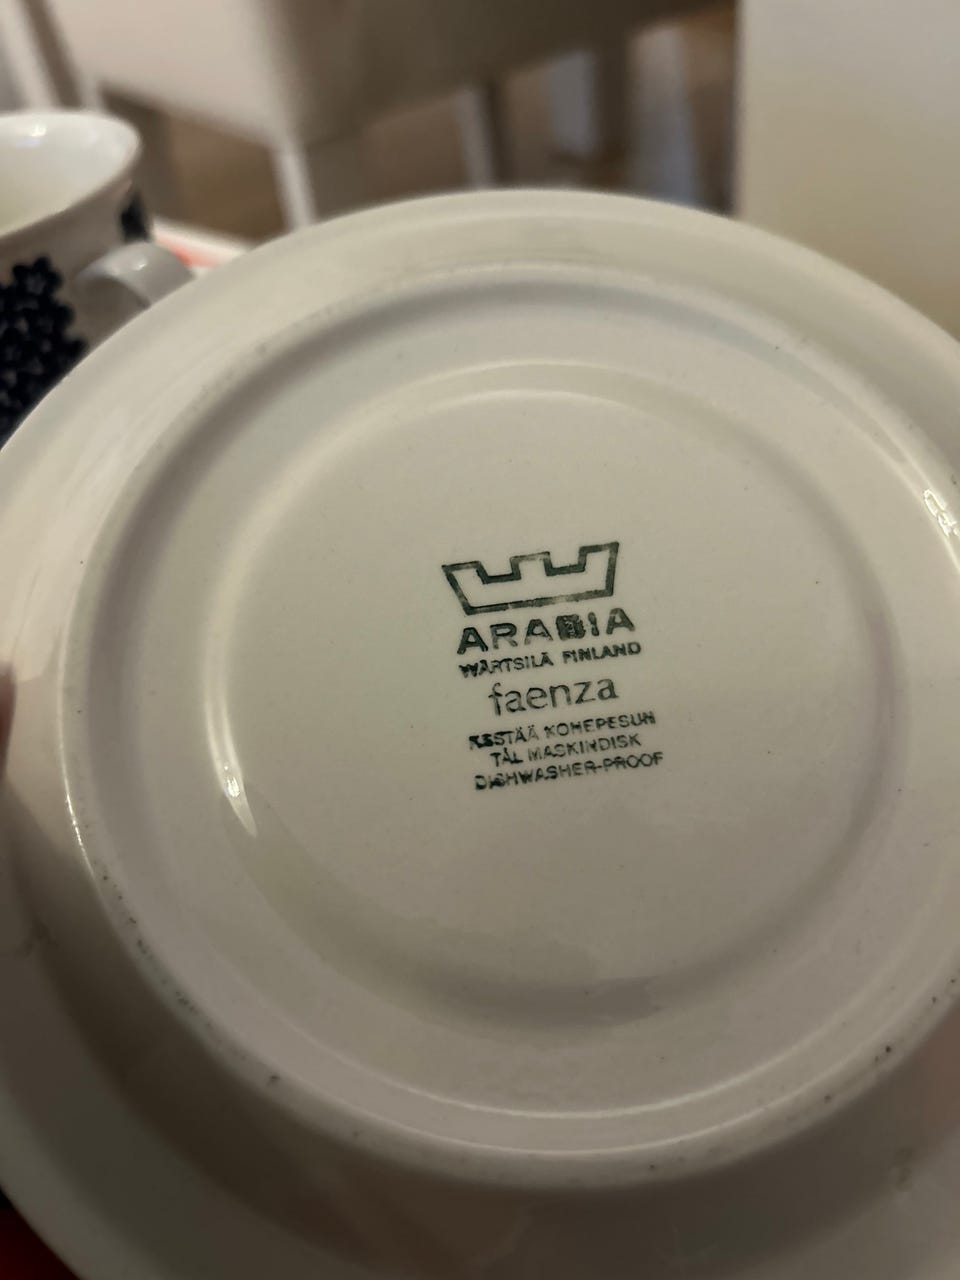 ARABIA
WÄRTSILÄ FINLAND
faenza
KESTÄÄ KONEPESUN
TÅL MASKINDISK
DISHWASHER-PROOF